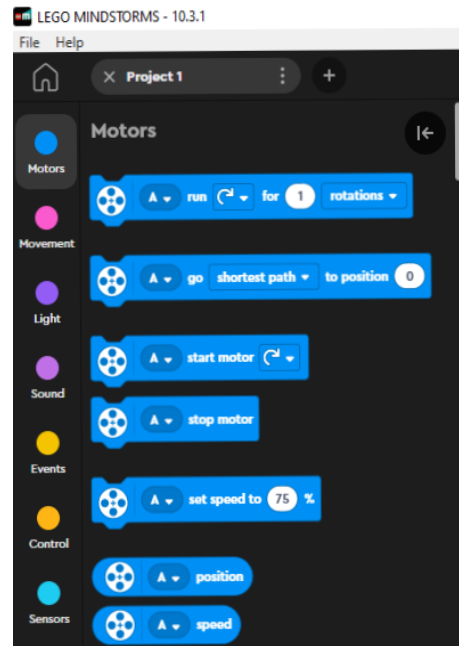 LEGO MINDSTORMS - 10.3.1
File Help
Project 1
Motors
Motors
A run for 1 rotations
Movement
A go shortest path to position 0
Light
A start motor
Sound
A stop motor
Events
A set speed to 75 %
Control
A position
Sensors
A speed